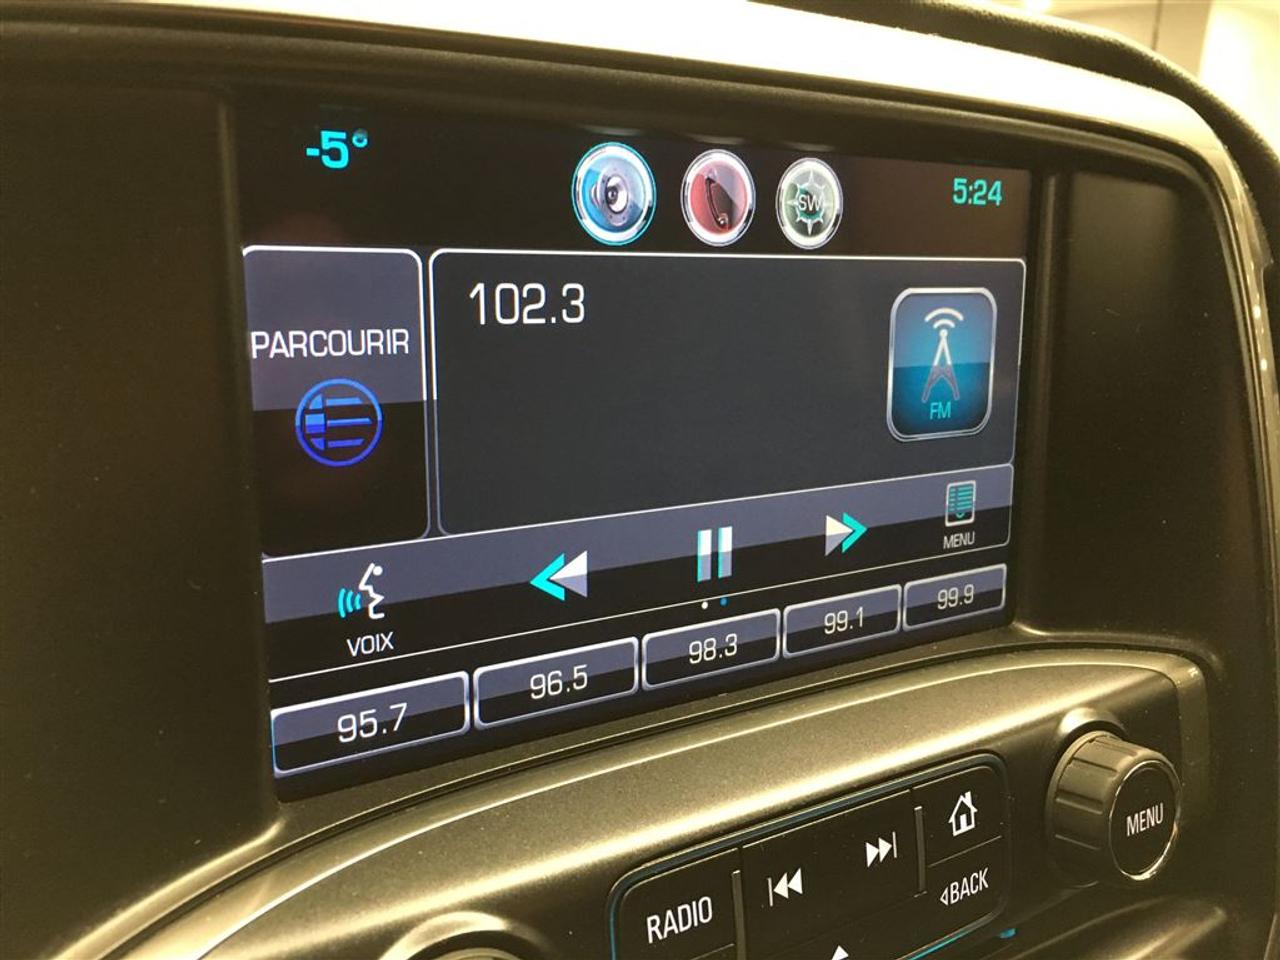 -5°
SW
5:24
PARCOURIR
102.3
FM
MENU
VOIX
95.7
96.5
98.3
99.1
99.9
MENU
RADIO
BACK